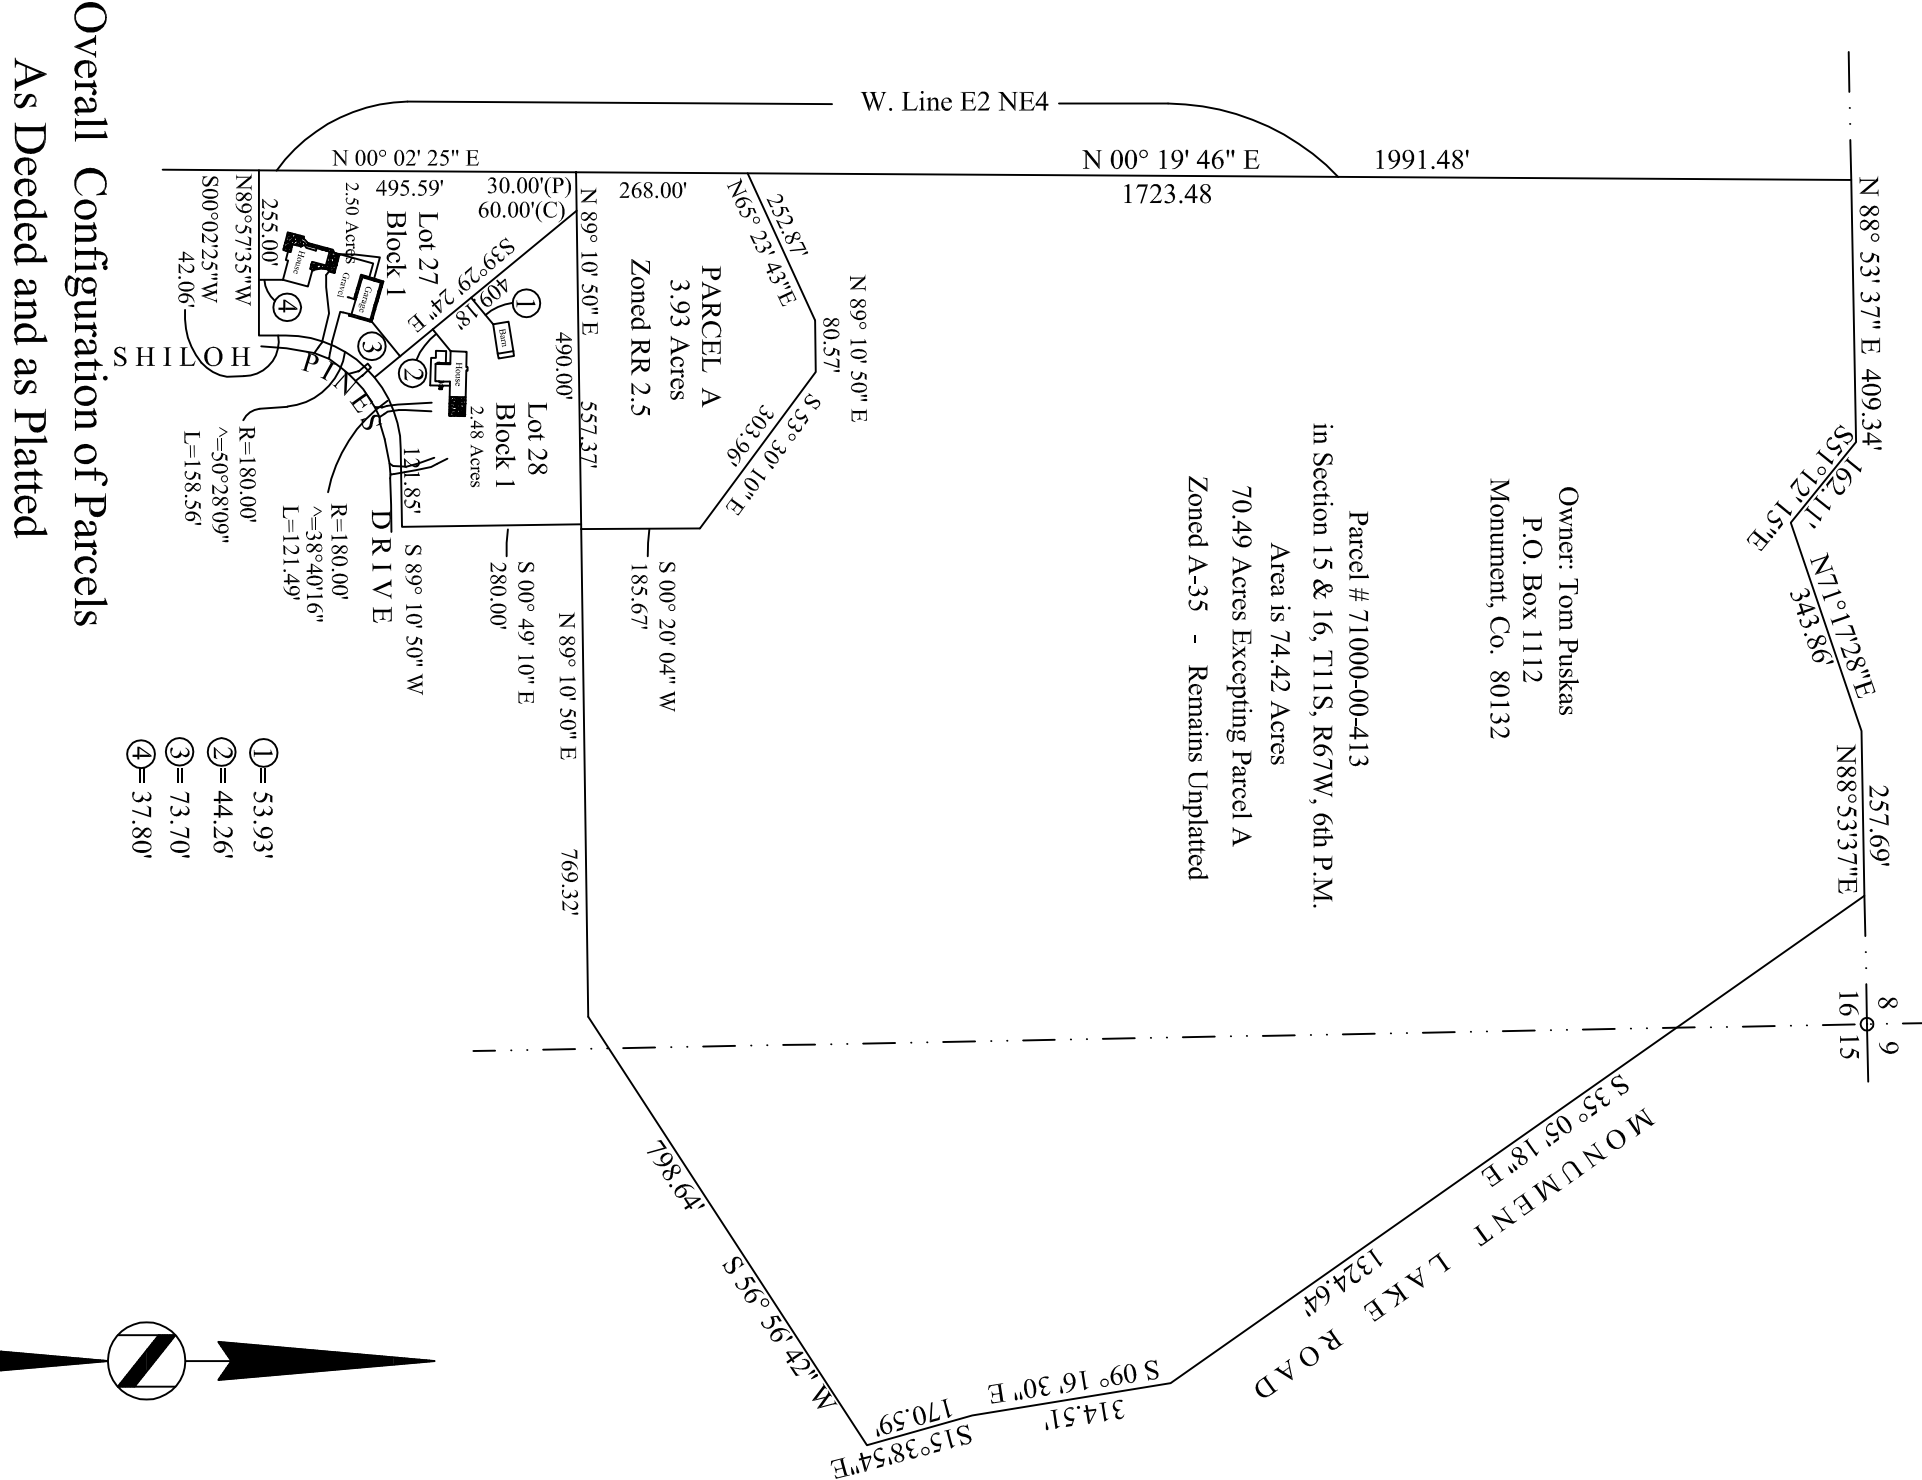 W. Line E2 NE4
N 00° 02' 25" E
495.59'
30.00'(P)
60.00'(C)
268.00'
N 00° 19' 46" E
1723.48
1991.48'
N 88° 53' 37" E 409.34'
S51°12' 15"E
162.11'
N71°17'28"E
343.86'
257.69'
N88°53'37"E
8
9
16
15
Owner: Tom Puskas
P.O. Box 1112
Monument, Co. 80132
Parcel # 71000-00-413
in Section 15 & 16, T11S, R67W, 6th P.M.
Area is 74.42 Acres
70.49 Acres Excepting Parcel A
Zoned A-35 - Remains Unplatted
252.87'
N65° 23' 43"E
N 89° 10' 50" E
80.57'
S 53° 30' 10" E
303.96'
PARCEL A
3.93 Acres
Zoned RR 2.5
S 00° 20' 04" W
185.67'
N 89° 10' 50" E
490.00'
557.37'
N 89° 10' 50" E
769.32'
S39°29' 24" E
409.18'
1
Barn
House
2
Lot 28
Block 1
2.48 Acres
S 00° 49' 10" E
280.00'
Lot 27
Block 1
2.50 Acres
Garage
Gravel
House
3
4
121.85'
S 89° 10' 50" W
255.00'
N89°57'35"W
S00°02'25"W
42.06'
SHILOH PINES DRIVE
R=180.00'
^=38°40'16"
L=121.49'
R=180.00'
^=50°28'09"
L=158.56'
1= 53.93'
2= 44.26'
3= 73.70'
4= 37.80'
S 35° 05' 18" E
1324.64'
MONUMENT LAKE ROAD
S 09° 16' 30" E
314.51'
S15°38'54"E
170.59'
798.64'
S 56° 56' 42" W
N
Overall Configuration of Parcels
As Deeded and as Platted